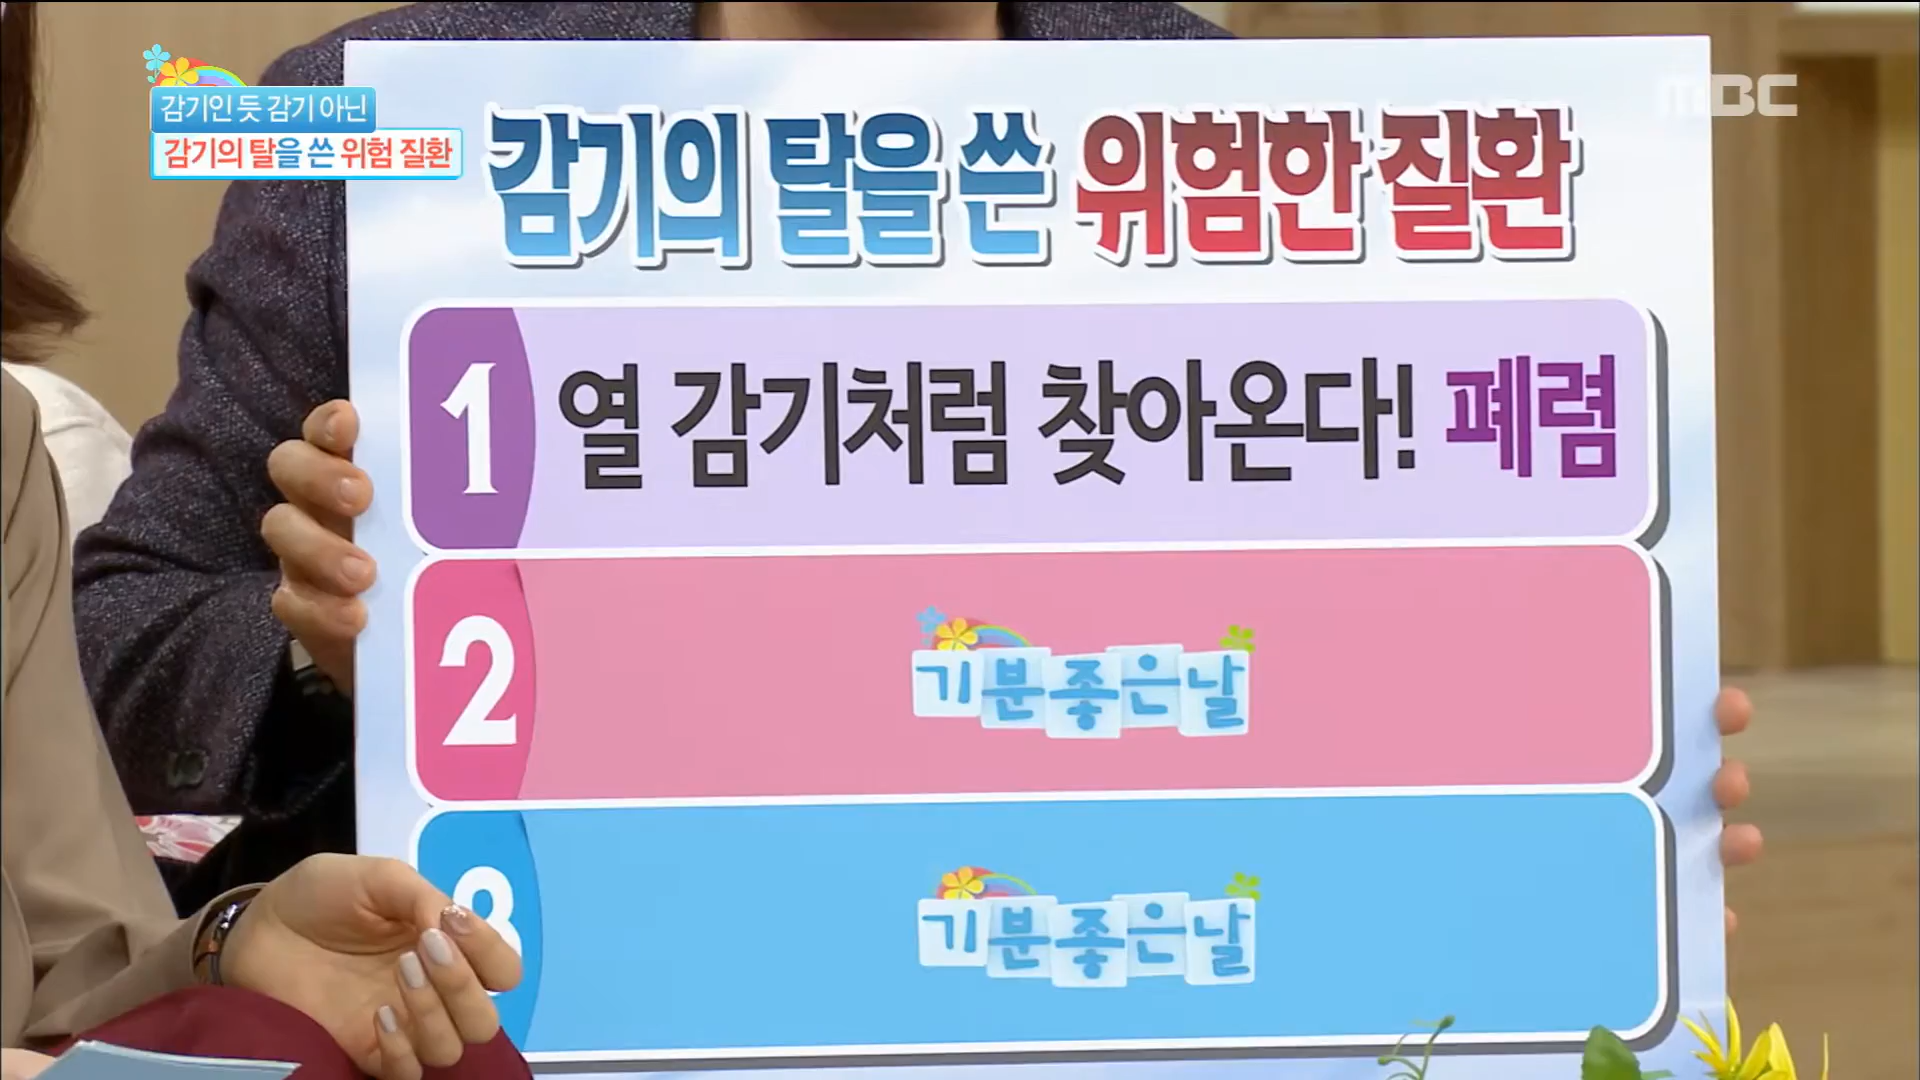 감기인 듯 감기 아닌
감기의 탈을 쓴 위험 질환
MBC
감기의 탈을 쓴 위험한 질환
1 열 감기처럼 찾아온다! 폐렴
2 기분좋은날
3 기분좋은날